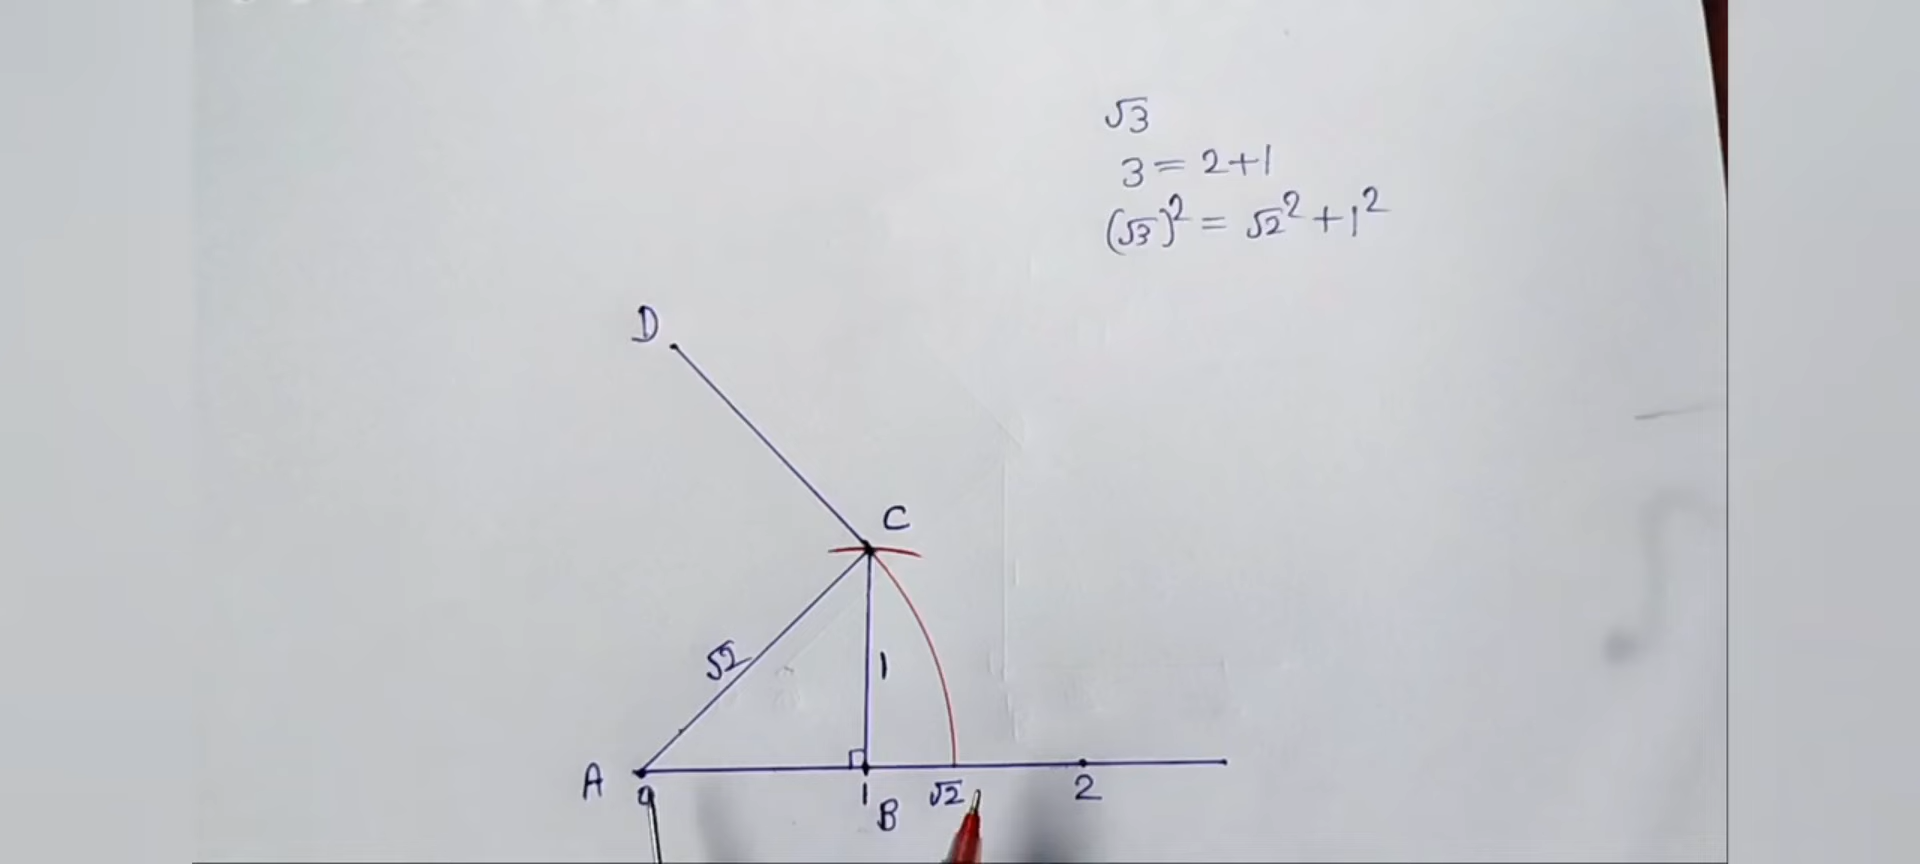 √3
3 = 2+1
(√3)² = √2² + 1²
D
C
√2
1
A
0
1
B
√2
2